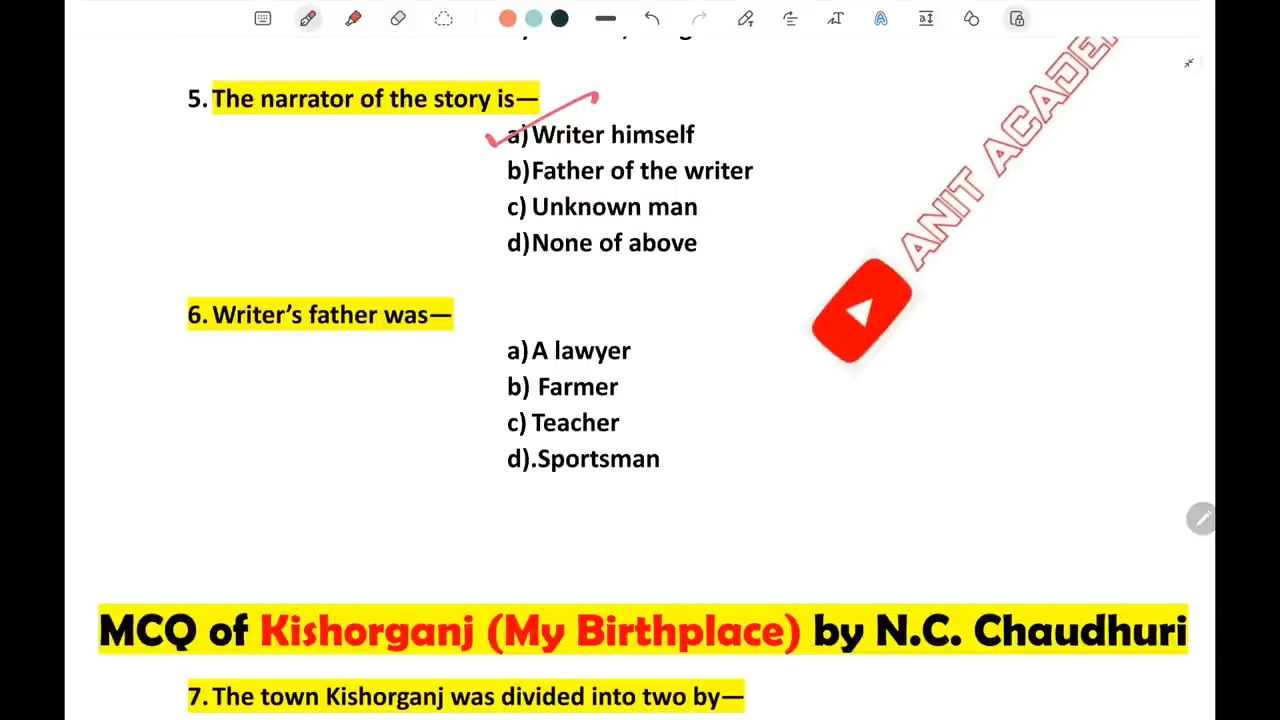 5. The narrator of the story is—
a) Writer himself
b) Father of the writer
c) Unknown man
d) None of above
ANIT
6. Writer's father was—
a) A lawyer
b) Farmer
c) Teacher
d).Sportsman
MCQ of Kishorganj (My Birthplace) by N.C. Chaudhuri
7. The town Kishorganj was divided into two by—